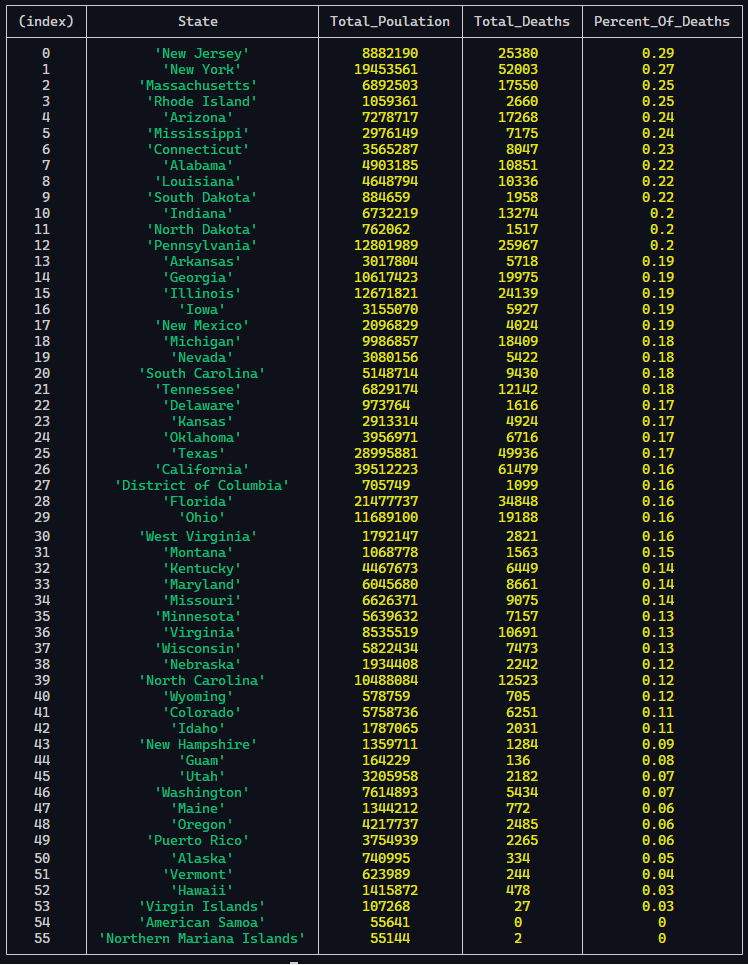 (index) State Total_Poulation Total_Deaths Percent_Of_Deaths
0 'New Jersey' 8882190 25380 0.29
1 'New York' 19453561 52003 0.27
2 'Massachusetts' 6892503 17550 0.25
3 'Rhode Island' 1059361 2660 0.25
4 'Arizona' 7278717 17268 0.24
5 'Mississippi' 2976149 7175 0.24
6 'Connecticut' 3565287 8047 0.23
7 'Alabama' 4903185 10851 0.22
8 'Louisiana' 4648794 10336 0.22
9 'South Dakota' 884659 1958 0.22
10 'Indiana' 6732219 13274 0.2
11 'North Dakota' 762062 1517 0.2
12 'Pennsylvania' 12801989 25967 0.2
13 'Arkansas' 3017804 5718 0.19
14 'Georgia' 10617423 19975 0.19
15 'Illinois' 12671821 24139 0.19
16 'Iowa' 3155070 5927 0.19
17 'New Mexico' 2096829 4024 0.19
18 'Michigan' 9986857 18409 0.18
19 'Nevada' 3080156 5422 0.18
20 'South Carolina' 5148714 9430 0.18
21 'Tennessee' 6829174 12142 0.18
22 'Delaware' 973764 1616 0.17
23 'Kansas' 2913314 4924 0.17
24 'Oklahoma' 3956971 6716 0.17
25 'Texas' 28995881 49936 0.17
26 'California' 39512223 61479 0.16
27 'District of Columbia' 705749 1099 0.16
28 'Florida' 21477737 34848 0.16
29 'Ohio' 11689100 19188 0.16
30 'West Virginia' 1792147 2821 0.16
31 'Montana' 1068778 1563 0.15
32 'Kentucky' 4467673 6449 0.14
33 'Maryland' 6045680 8661 0.14
34 'Missouri' 6626371 9075 0.14
35 'Minnesota' 5639632 7157 0.13
36 'Virginia' 8535519 10691 0.13
37 'Wisconsin' 5822434 7473 0.13
38 'Nebraska' 1934408 2242 0.12
39 'North Carolina' 10488084 12523 0.12
40 'Wyoming' 578759 705 0.12
41 'Colorado' 5758736 6251 0.11
42 'Idaho' 1787065 2031 0.11
43 'New Hampshire' 1359711 1284 0.09
44 'Guam' 164229 136 0.08
45 'Utah' 3205958 2182 0.07
46 'Washington' 7614893 5434 0.07
47 'Maine' 1344212 772 0.06
48 'Oregon' 4217737 2485 0.06
49 'Puerto Rico' 3754939 2265 0.06
50 'Alaska' 740995 334 0.05
51 'Vermont' 623989 244 0.04
52 'Hawaii' 1415872 478 0.03
53 'Virgin Islands' 107268 27 0.03
54 'American Samoa' 55641 0 0
55 'Northern Mariana Islands' 55144 2 0